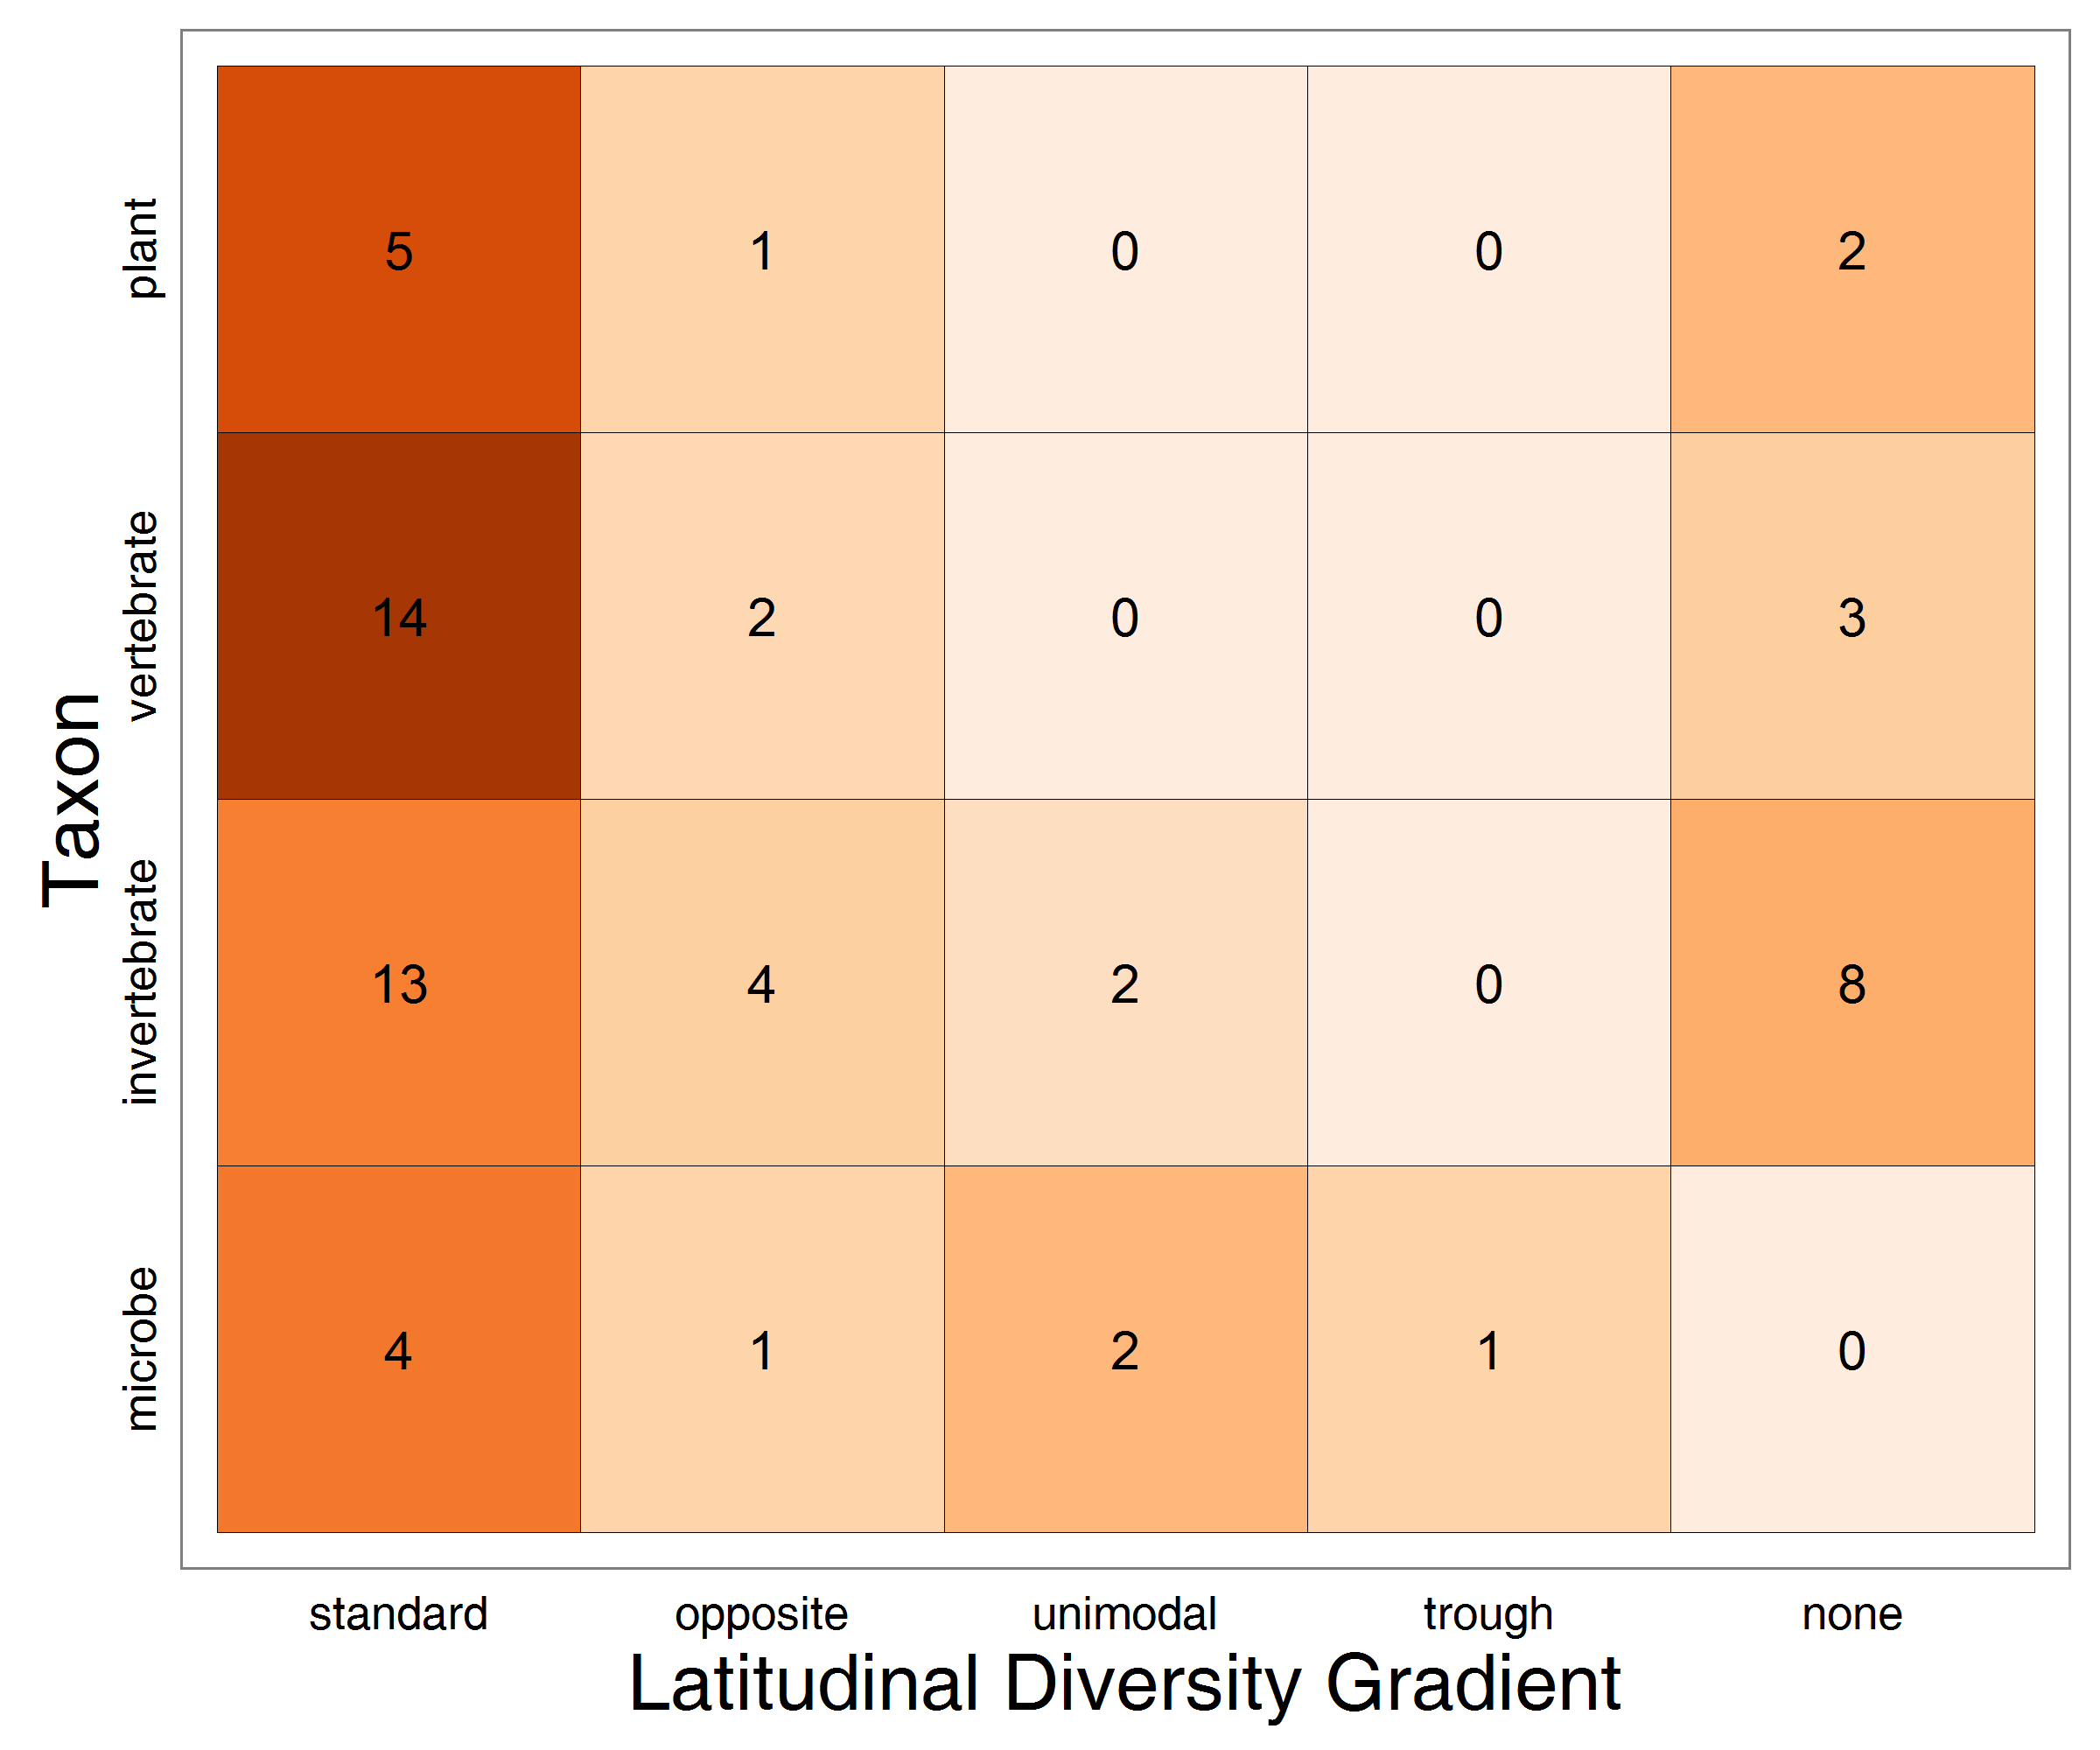 Taxon
plant
5 1 0 0 2
vertebrate
14 2 0 0 3
invertebrate
13 4 2 0 8
microbe
4 1 2 1 0
standard opposite unimodal trough none
Latitudinal Diversity Gradient